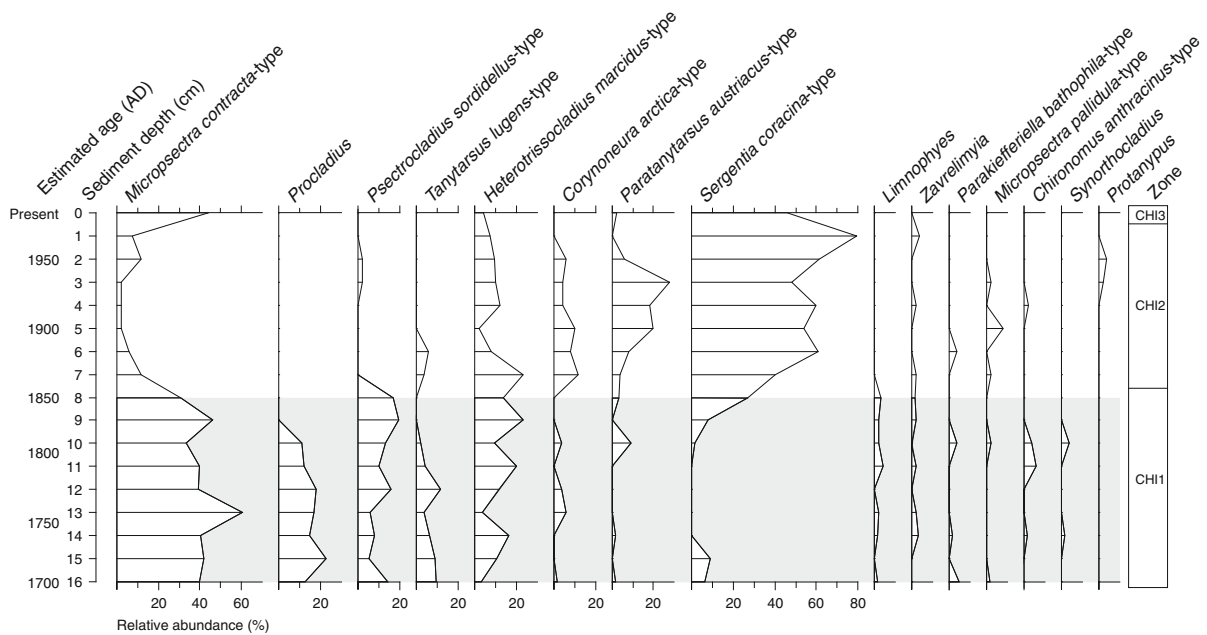 Estimated age (AD)
Sediment depth (cm)
Micropsectra contracta-type
Procladius
Psectrocladius sordidellus-type
Tanytarsus lugens-type
Heterotrissocladius marcidus-type
Corynoneura arctica-type
Paratanytarsus austriacus-type
Sergentia coracina-type
Limnophyes
Zavrelimyia
Parakiefferiella bathophila-type
Micropsectra pallidula-type
Chironomus anthracinus-type
Synorthocladius
Protanypus
Zone
Present 0
1
1950 2
3
4
1900 5
6
7
1850 8
9
10
1800
11
12
13
1750
14
15
1700 16
CHI3
CHI2
CHI1
20 40 60 20 20 20 20 20 20 40 60 80
Relative abundance (%)